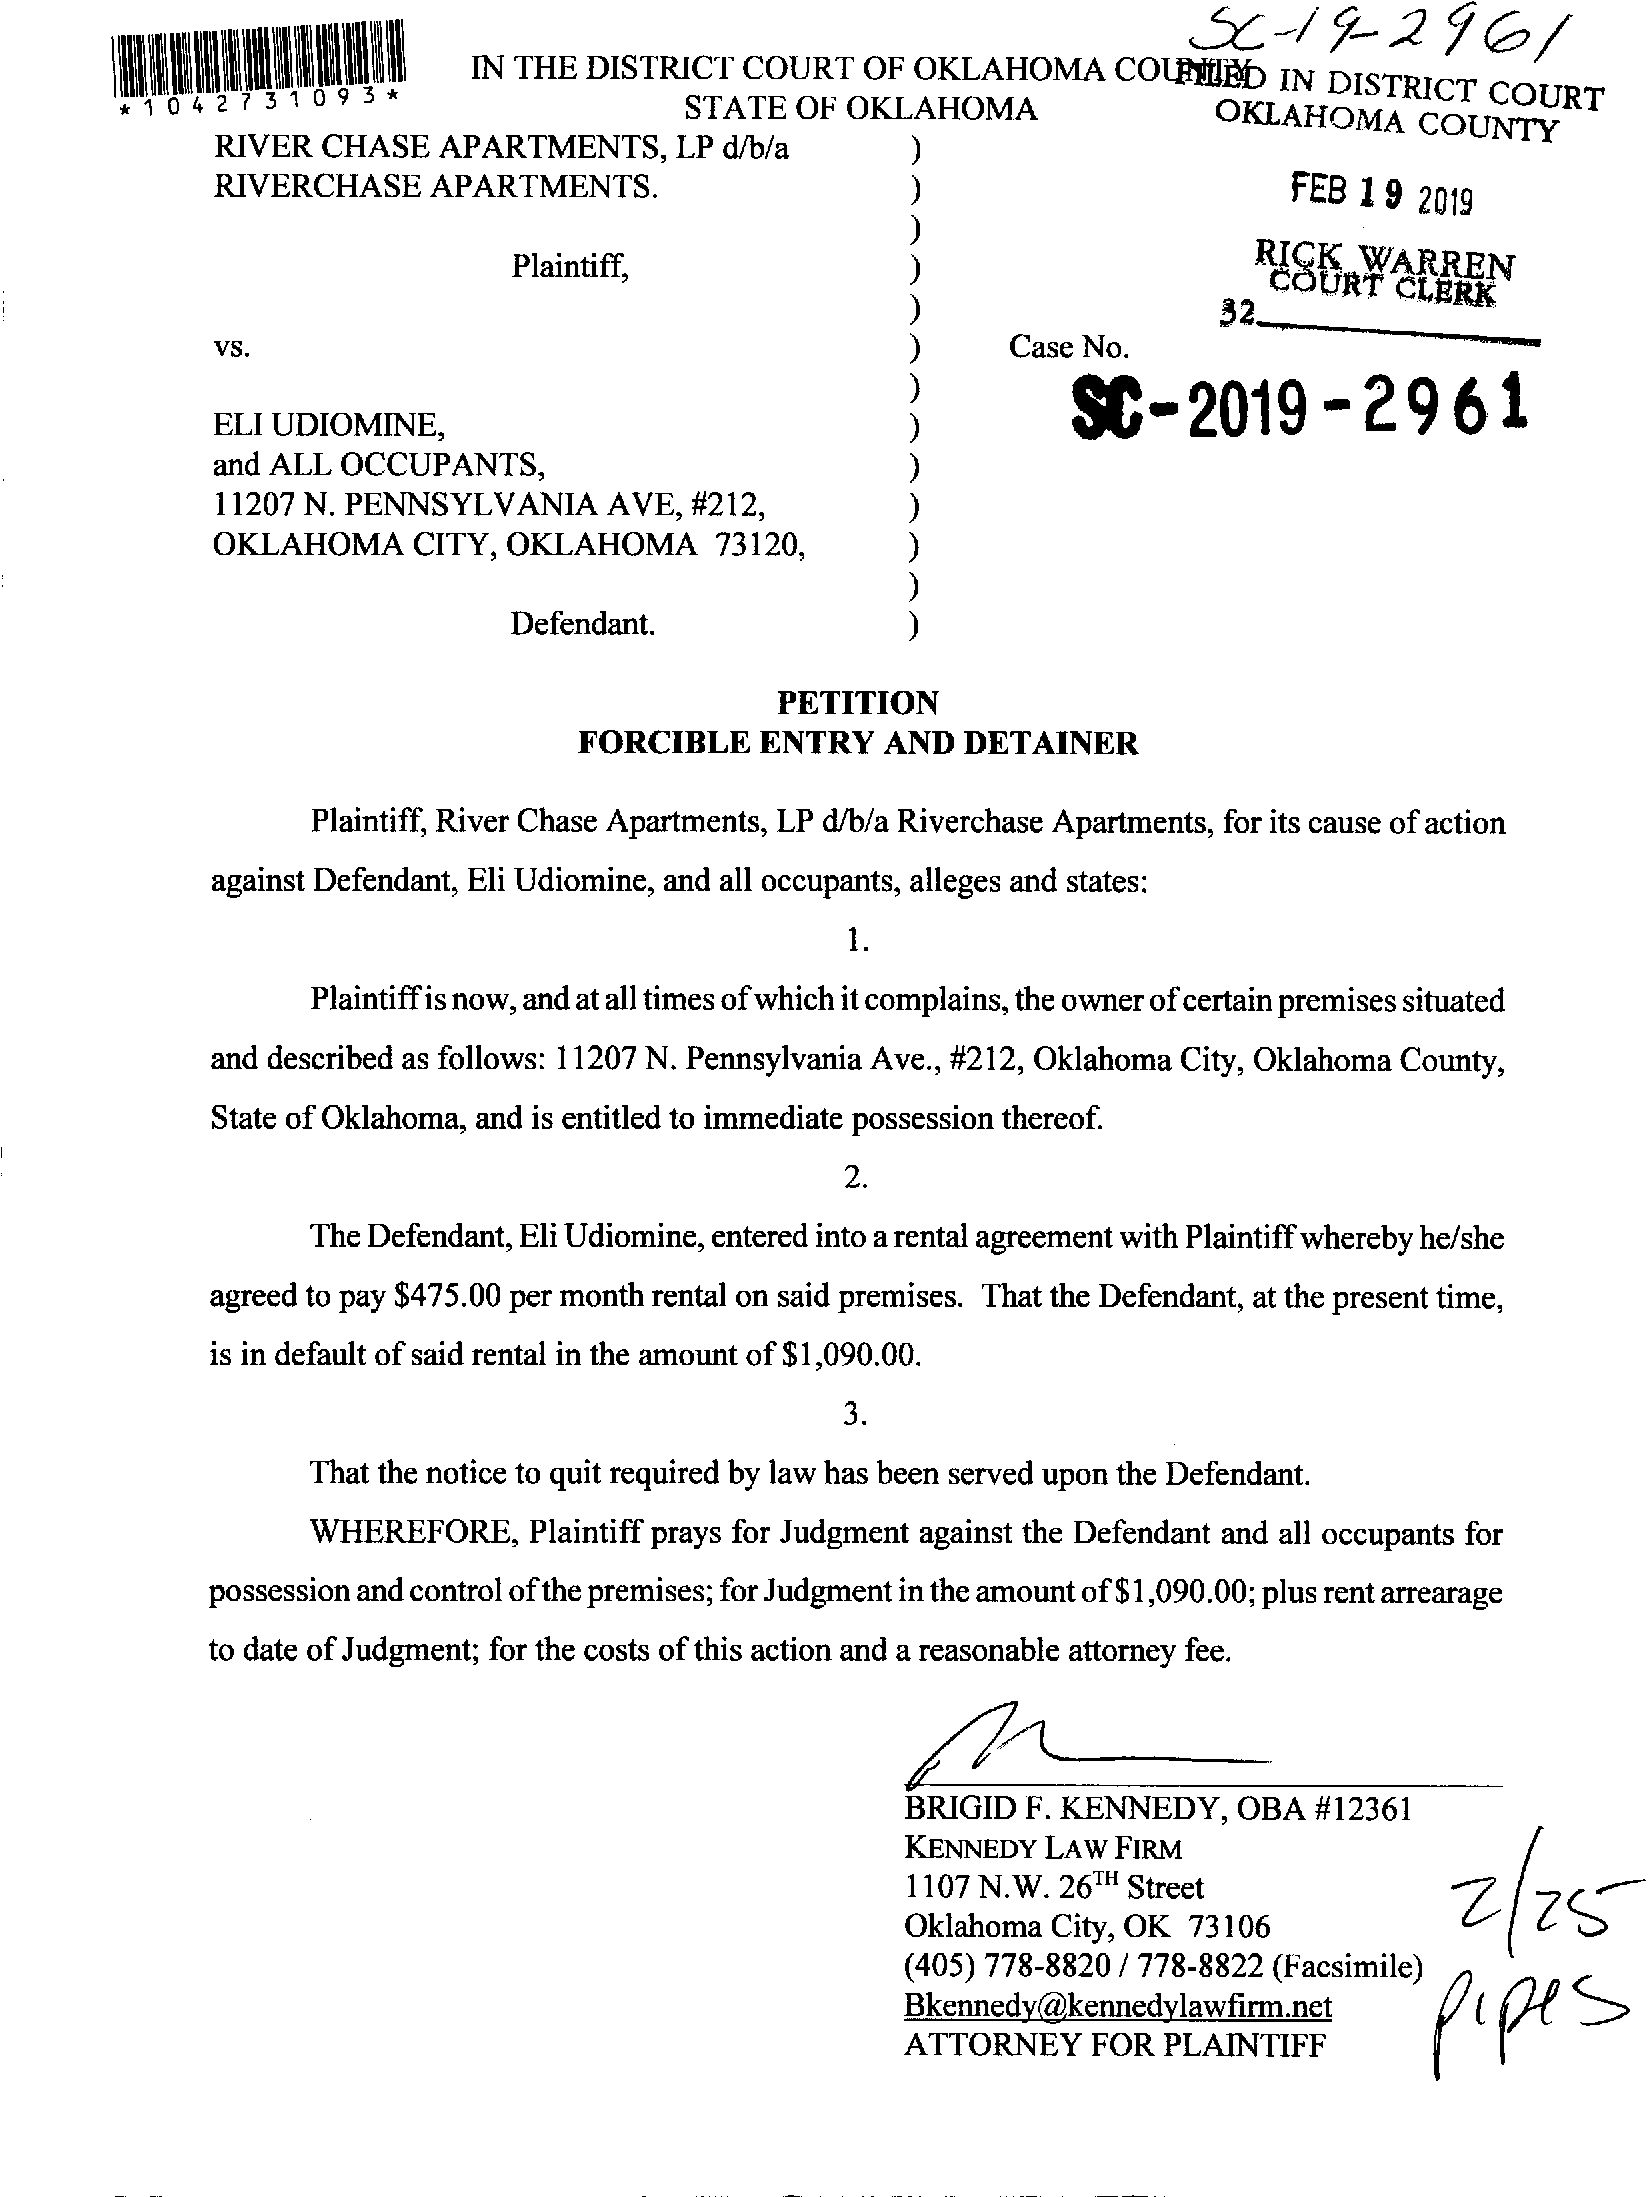 SC-19-2961
*1042731093*
IN THE DISTRICT COURT OF OKLAHOMA COUNTY
STATE OF OKLAHOMA
FILED IN DISTRICT COURT
OKLAHOMA COUNTY
FEB 19 2019
RICK WARREN
COURT CLERK
32
RIVER CHASE APARTMENTS, LP d/b/a )
RIVERCHASE APARTMENTS. )
)
Plaintiff, )
)
vs. ) Case No.
) SC-2019-2961
ELI UDIOMINE, )
and ALL OCCUPANTS, )
11207 N. PENNSYLVANIA AVE, #212, )
OKLAHOMA CITY, OKLAHOMA 73120, )
)
Defendant. )
PETITION
FORCIBLE ENTRY AND DETAINER
Plaintiff, River Chase Apartments, LP d/b/a Riverchase Apartments, for its cause of action
against Defendant, Eli Udiomine, and all occupants, alleges and states:
1.
Plaintiff is now, and at all times of which it complains, the owner of certain premises situated
and described as follows: 11207 N. Pennsylvania Ave., #212, Oklahoma City, Oklahoma County,
State of Oklahoma, and is entitled to immediate possession thereof.
2.
The Defendant, Eli Udiomine, entered into a rental agreement with Plaintiff whereby he/she
agreed to pay $475.00 per month rental on said premises. That the Defendant, at the present time,
is in default of said rental in the amount of $1,090.00.
3.
That the notice to quit required by law has been served upon the Defendant.
WHEREFORE, Plaintiff prays for Judgment against the Defendant and all occupants for
possession and control of the premises; for Judgment in the amount of $1,090.00; plus rent arrearage
to date of Judgment; for the costs of this action and a reasonable attorney fee.
BRIGID F. KENNEDY, OBA #12361
KENNEDY LAW FIRM
1107 N.W. 26TH Street
Oklahoma City, OK 73106
(405) 778-8820 / 778-8822 (Facsimile)
Bkennedy@kennedylawfirm.net
ATTORNEY FOR PLAINTIFF
2/25
pipes